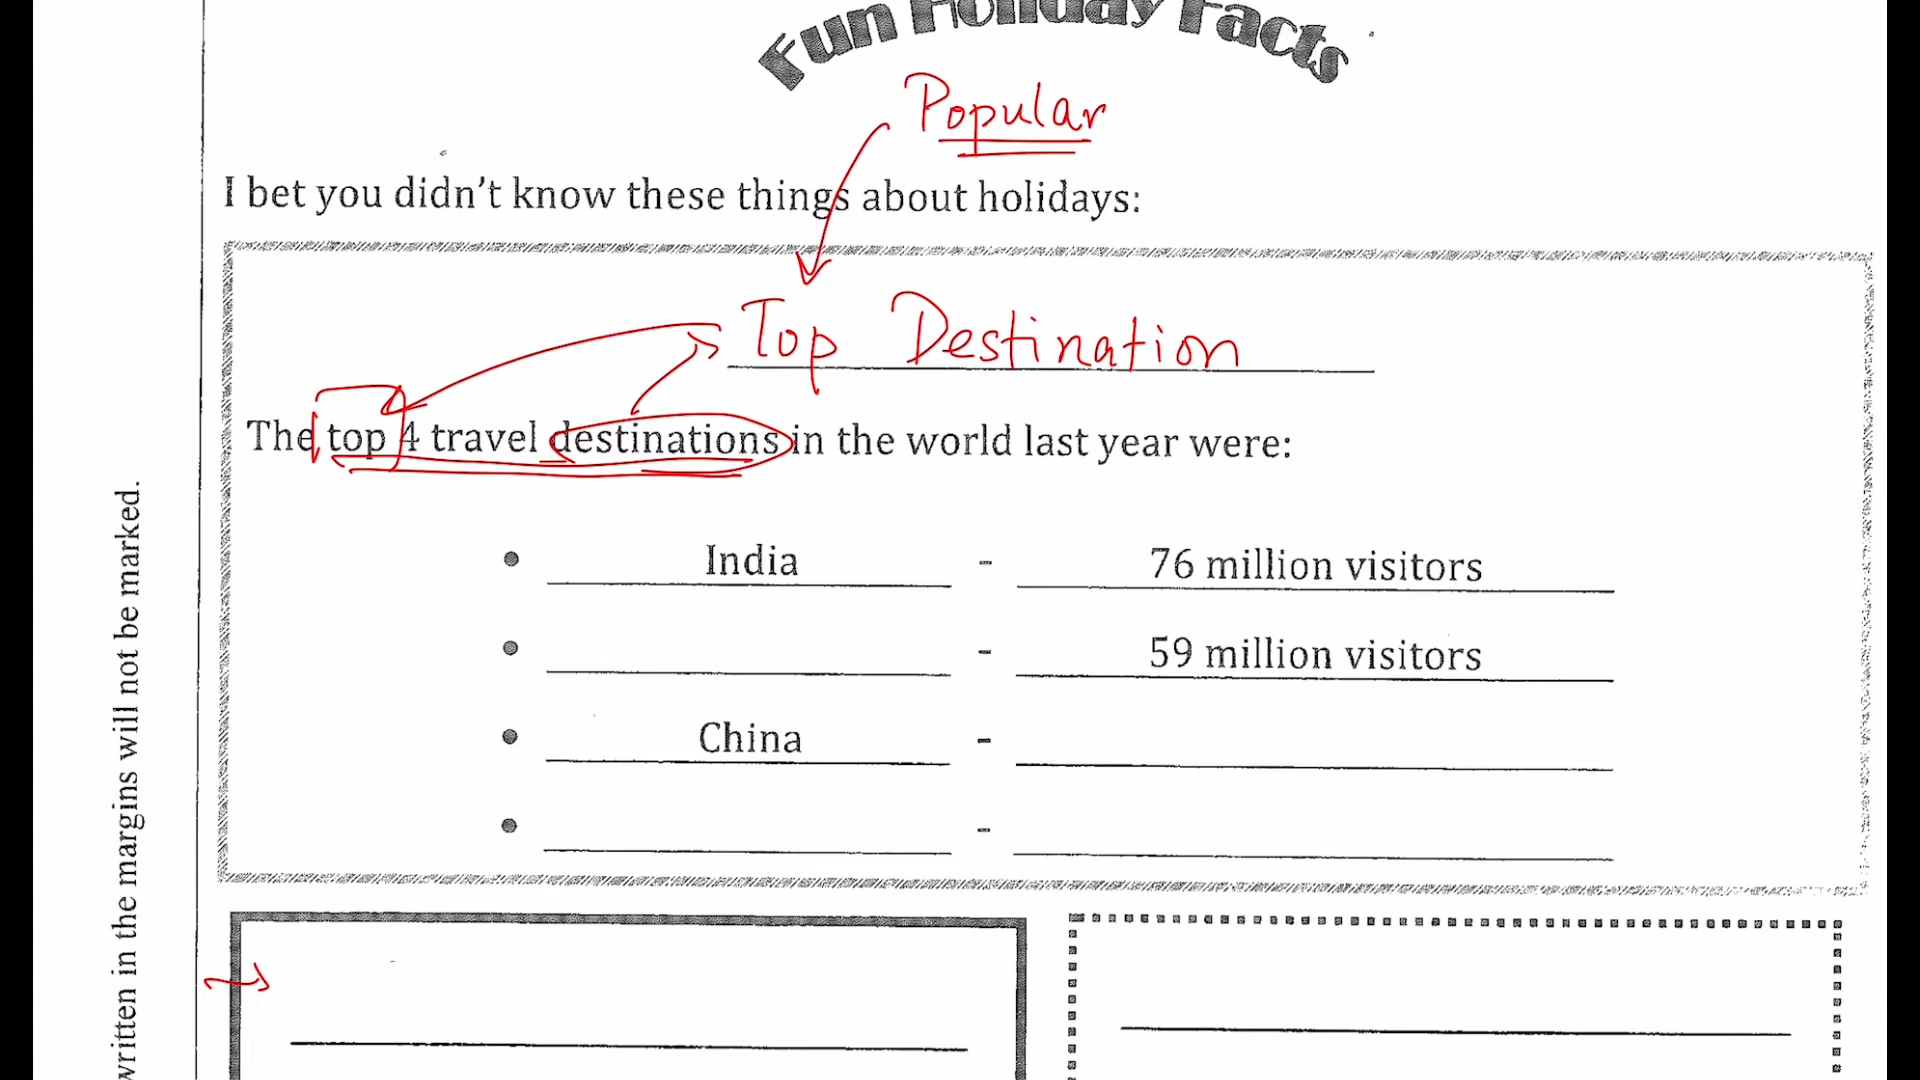 Fun Holiday Facts
Popular
I bet you didn't know these things about holidays:
Top Destination
The top 4 travel destinations in the world last year were:
• India - 76 million visitors
• - 59 million visitors
• China -
• -
written in the margins will not be marked.